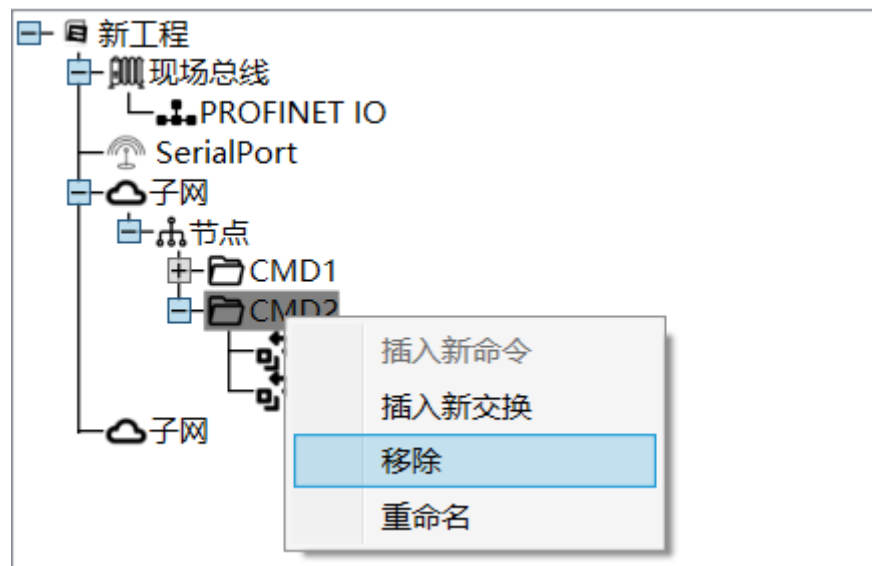 新工程
现场总线
PROFINET IO
SerialPort
子网
节点
CMD1
CMD2
插入新命令
插入新交换
移除
重命名
子网